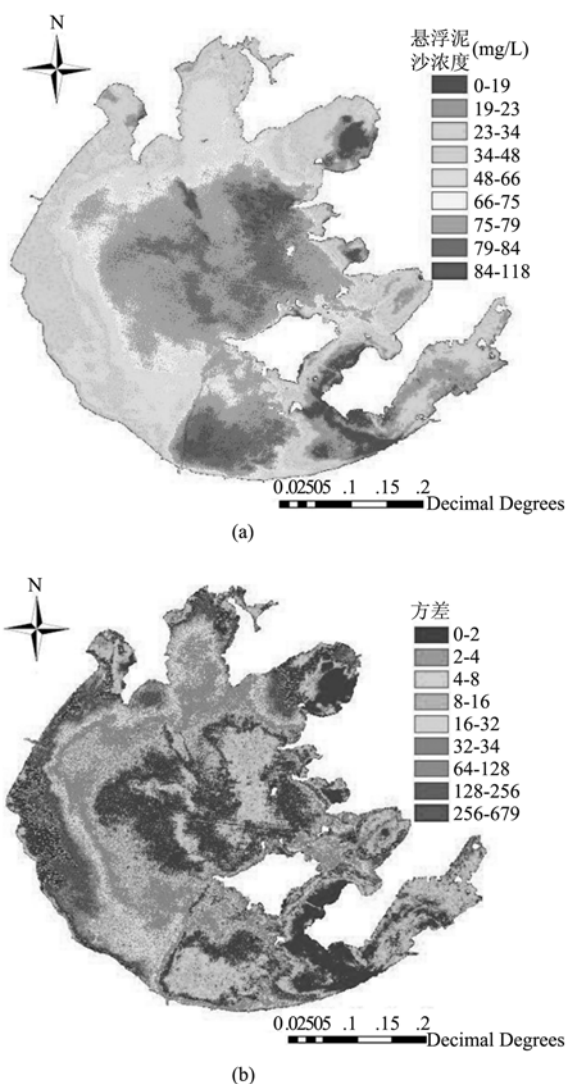 N
悬浮泥
沙浓度 (mg/L)
0-19
19-23
23-34
34-48
48-66
66-75
75-79
79-84
84-118
0.02505 .1 .15 .2
Decimal Degrees
(a)
N
方差
0-2
2-4
4-8
8-16
16-32
32-34
64-128
128-256
256-679
0.02505 .1 .15 .2
Decimal Degrees
(b)